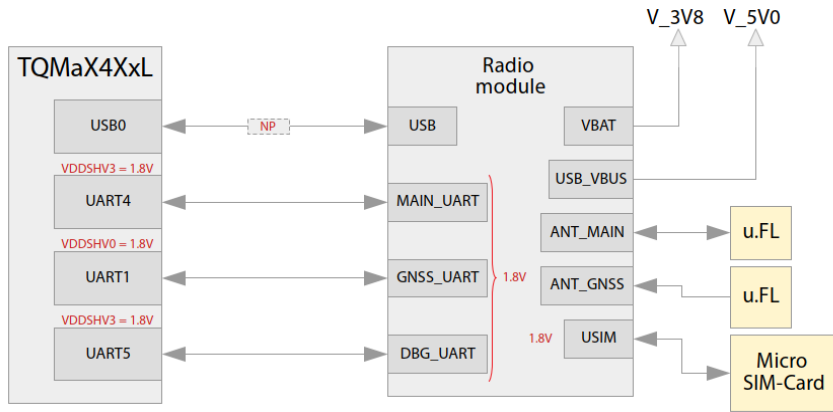 V_3V8
V_5V0
TQMaX4XxL
Radio
module
USB0
NP
USB
VBAT
VDDSHV3 = 1.8V
USB_VBUS
UART4
MAIN_UART
ANT_MAIN
u.FL
VDDSHV0 = 1.8V
UART1
GNSS_UART
1.8V
ANT_GNSS
u.FL
VDDSHV3 = 1.8V
1.8V
USIM
UART5
DBG_UART
Micro
SIM-Card